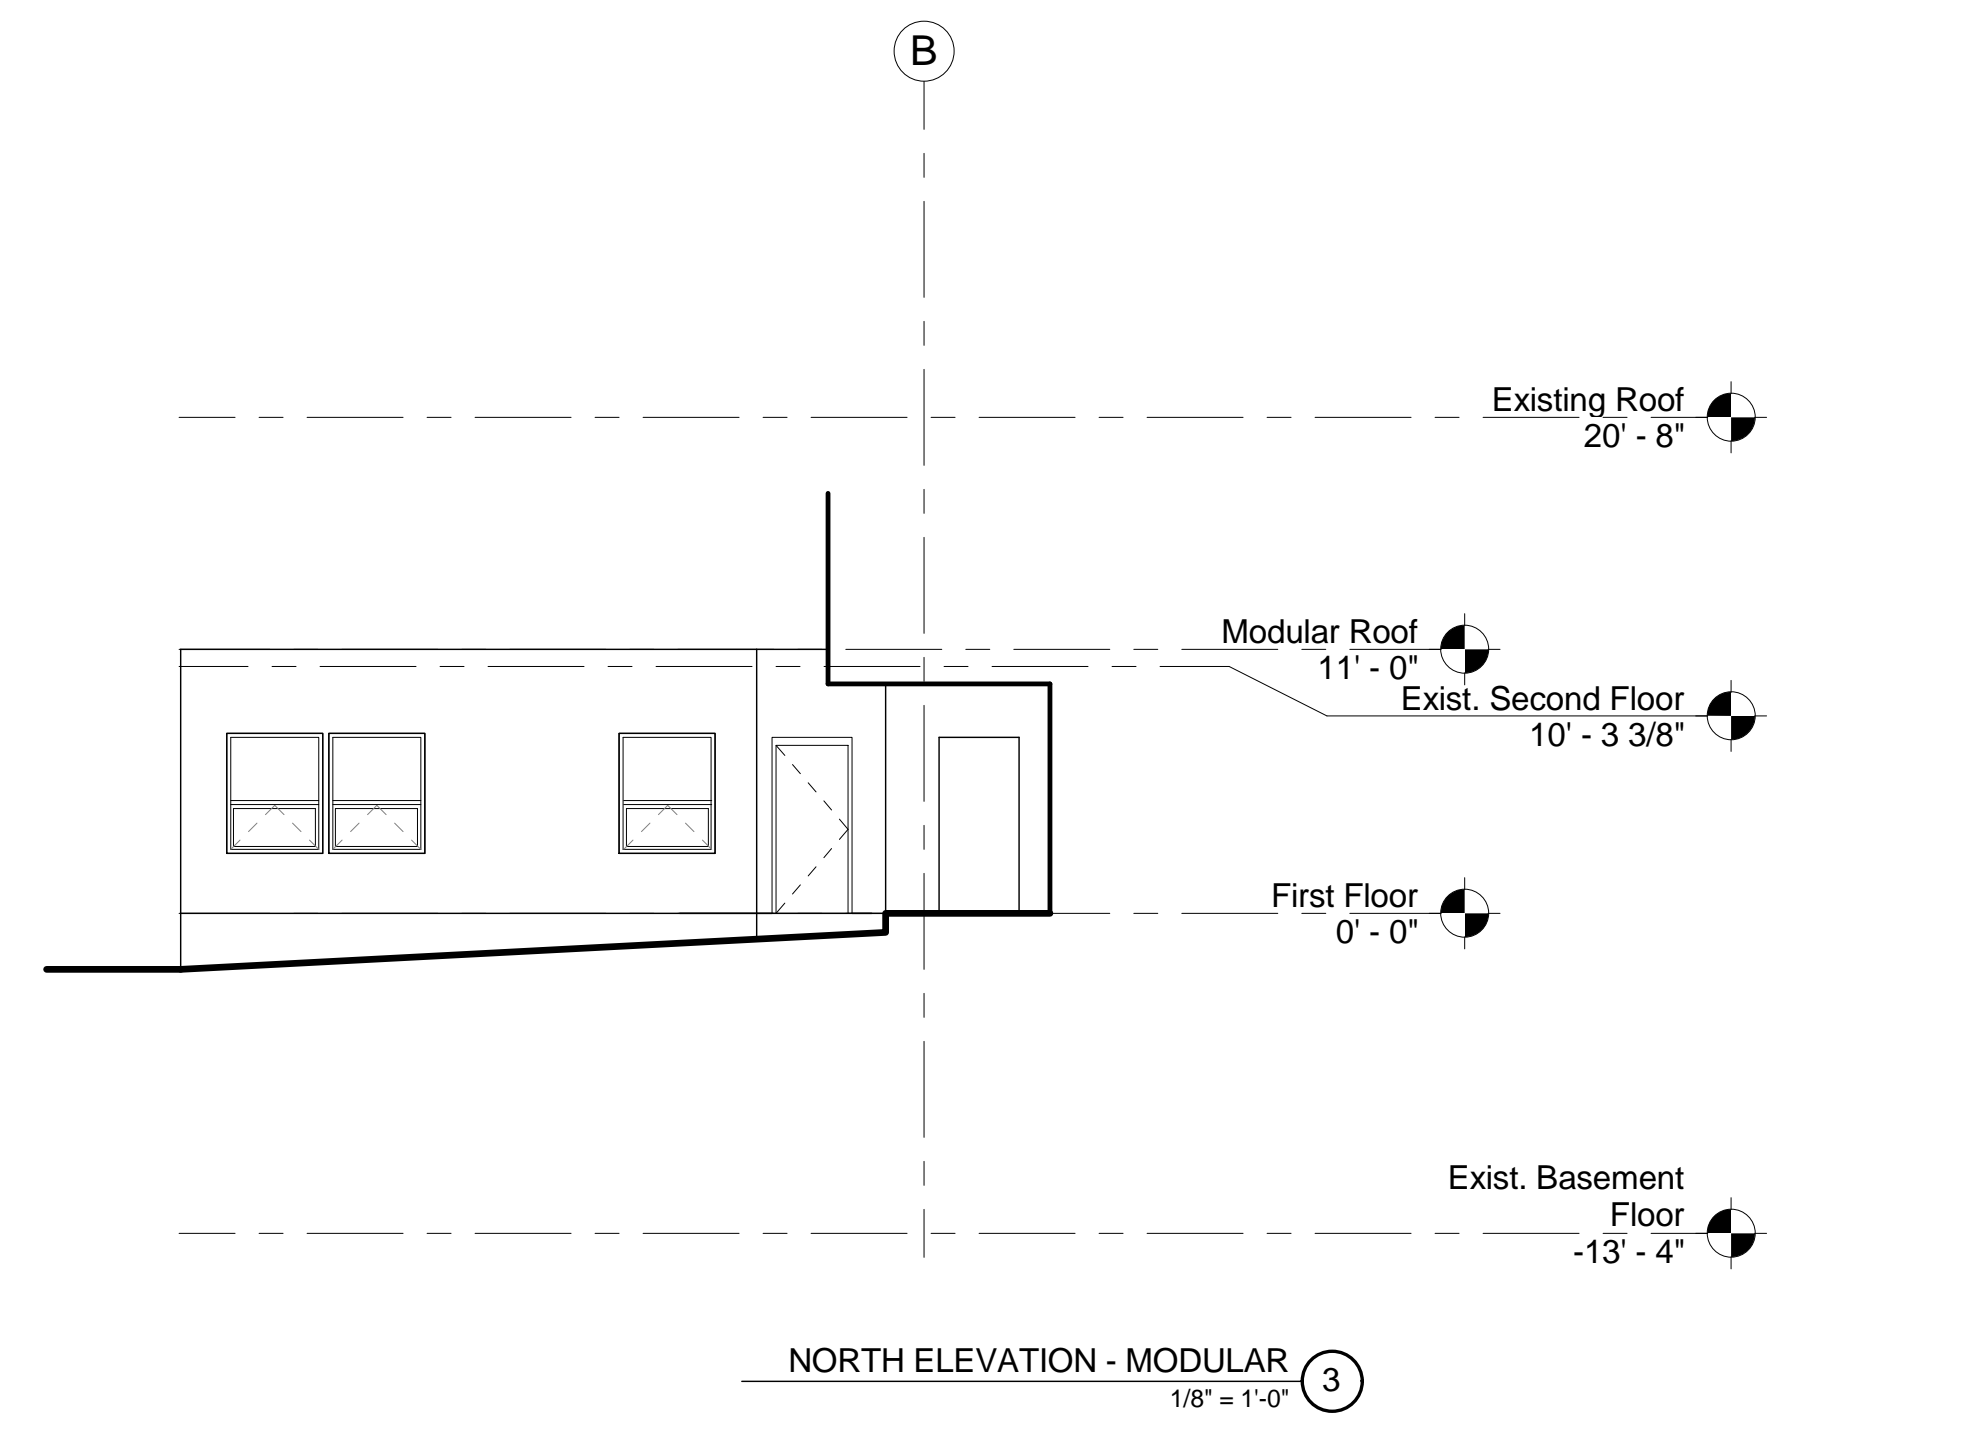 B
Existing Roof
20' - 8"
Modular Roof
11' - 0"
Exist. Second Floor
10' - 3 3/8"
First Floor
0' - 0"
Exist. Basement
Floor
-13' - 4"
NORTH ELEVATION - MODULAR
1/8" = 1'-0"
3